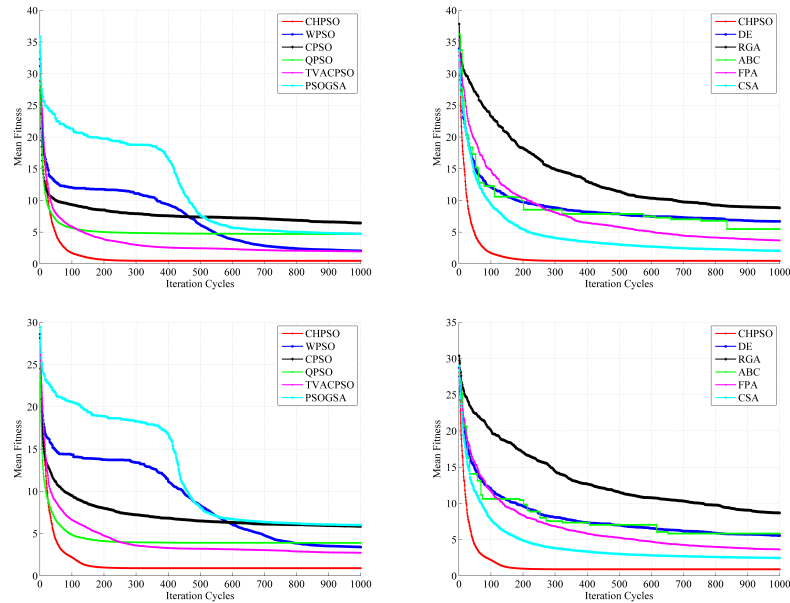 40
35
30
25
20
15
10
5
0
Mean Fitness
0 100 200 300 400 500 600 700 800 900 1000
Iteration Cycles
CHPSO
WPSO
CPSO
QPSO
TVACPSO
PSOGSA
40
35
30
25
20
15
10
5
0
Mean Fitness
0 100 200 300 400 500 600 700 800 900 1000
Iteration Cycles
CHPSO
DE
RGA
ABC
FPA
CSA
30
25
20
15
10
5
0
Mean Fitness
0 100 200 300 400 500 600 700 800 900 1000
Iteration Cycles
CHPSO
WPSO
CPSO
QPSO
TVACPSO
PSOGSA
35
30
25
20
15
10
5
0
Mean Fitness
0 100 200 300 400 500 600 700 800 900 1000
Iteration Cycles
CHPSO
DE
RGA
ABC
FPA
CSA